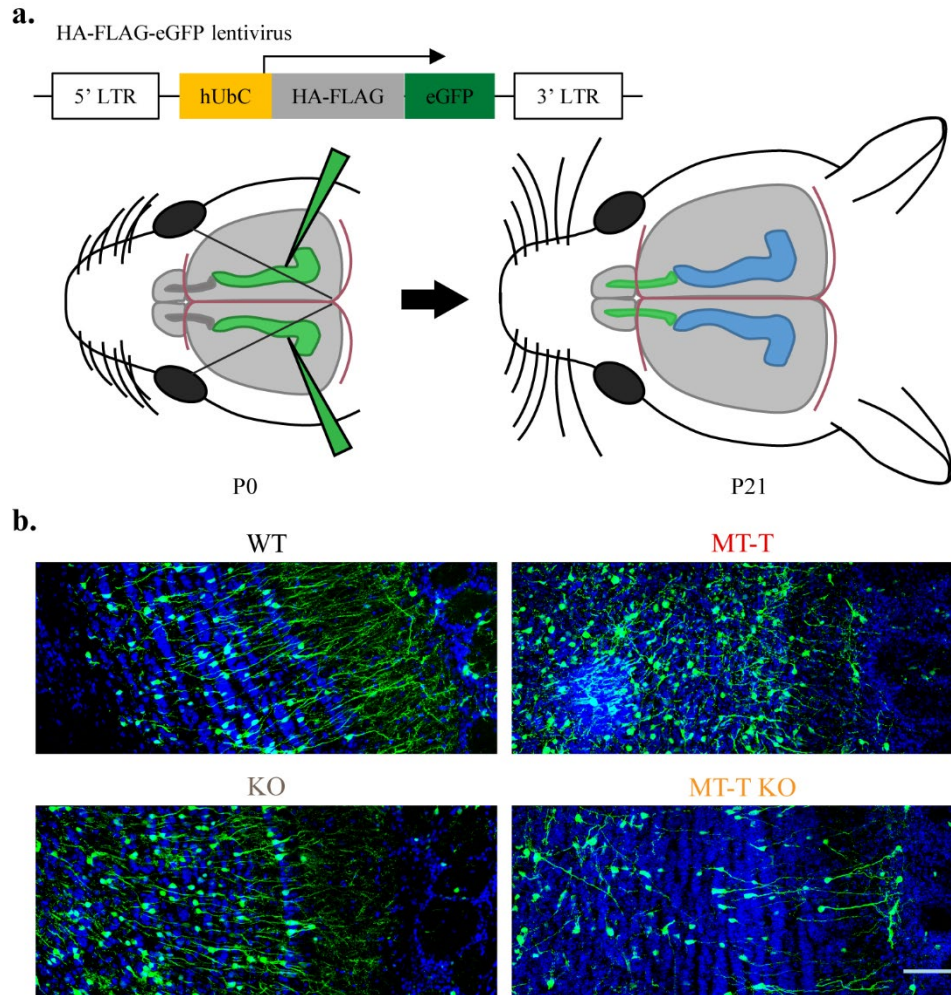 a.
HA-FLAG-eGFP lentivirus
5’ LTR hUbC HA-FLAG eGFP 3’ LTR
P0 P21
b.
WT MT-T
KO MT-T KO